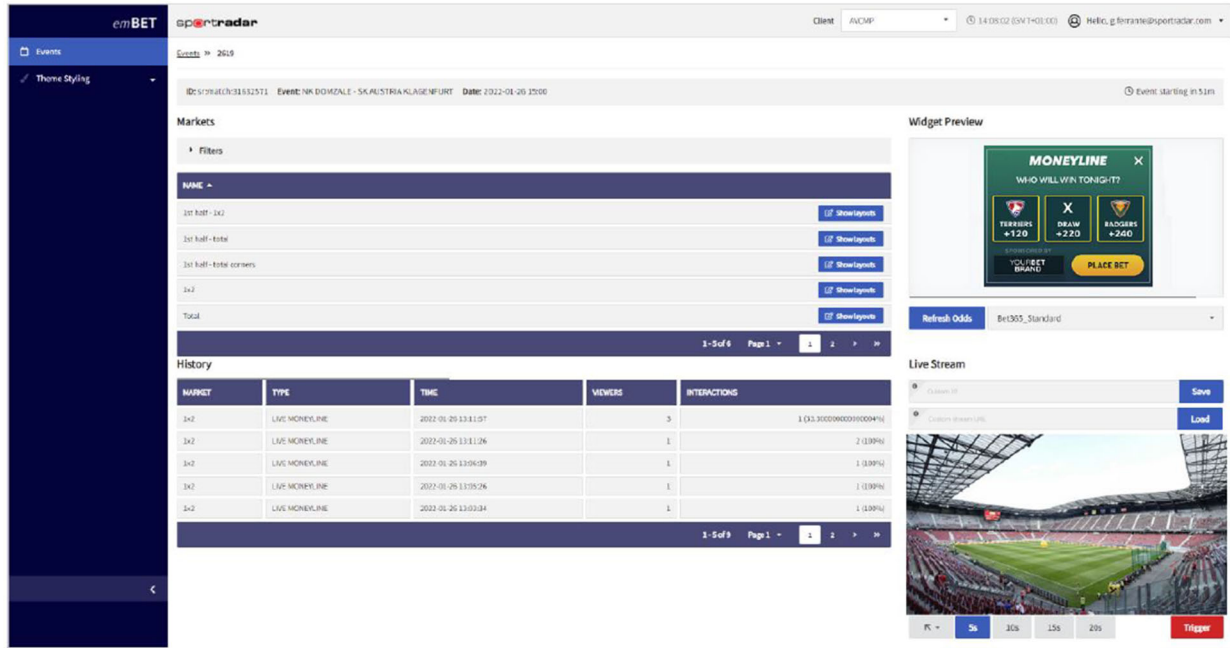 emBET
sportradar
Client AVCMP 14:08:02 (GMT+01:00) Hello, g.ferrante@sportradar.com
Events
Theme Styling
Events >> 2619
ID: sr:match:31632571 Event: NK DOMZALE - SK AUSTRIA KLAGENFURT Date: 2022-01-26 15:00 Event starting in 51m
Markets
Filters
NAME
1st half - 1x2 Show layouts
1st half - total Show layouts
1st half - total corners Show layouts
1x2 Show layouts
Total Show layouts
1-5 of 6 Page 1 1 2 > >>
History
MARKET TYPE TIME VIEWERS INTERACTIONS
1x2 LIVE MONEYLINE 2022-01-26 13:11:57 3
1x2 LIVE MONEYLINE 2022-01-26 13:11:26 1 2 (100%)
1x2 LIVE MONEYLINE 2022-01-26 13:06:39 1 1 (100%)
1x2 LIVE MONEYLINE 2022-01-26 13:05:26 1 1 (100%)
1x2 LIVE MONEYLINE 2022-01-26 13:03:34 1 1 (100%)
1-5 of 9 Page 1 1 2 > >>
Widget Preview
MONEYLINE X
WHO WILL WIN TONIGHT?
X
TERRIERS DRAW BADGERS
+120 +220 +240
SPONSORED BY
YOURBET
BRAND
PLACE BET
Refresh Odds Bet365_Standard
Live Stream
Save
Custom stream URL Load
5s 10s 15s 20s Trigger